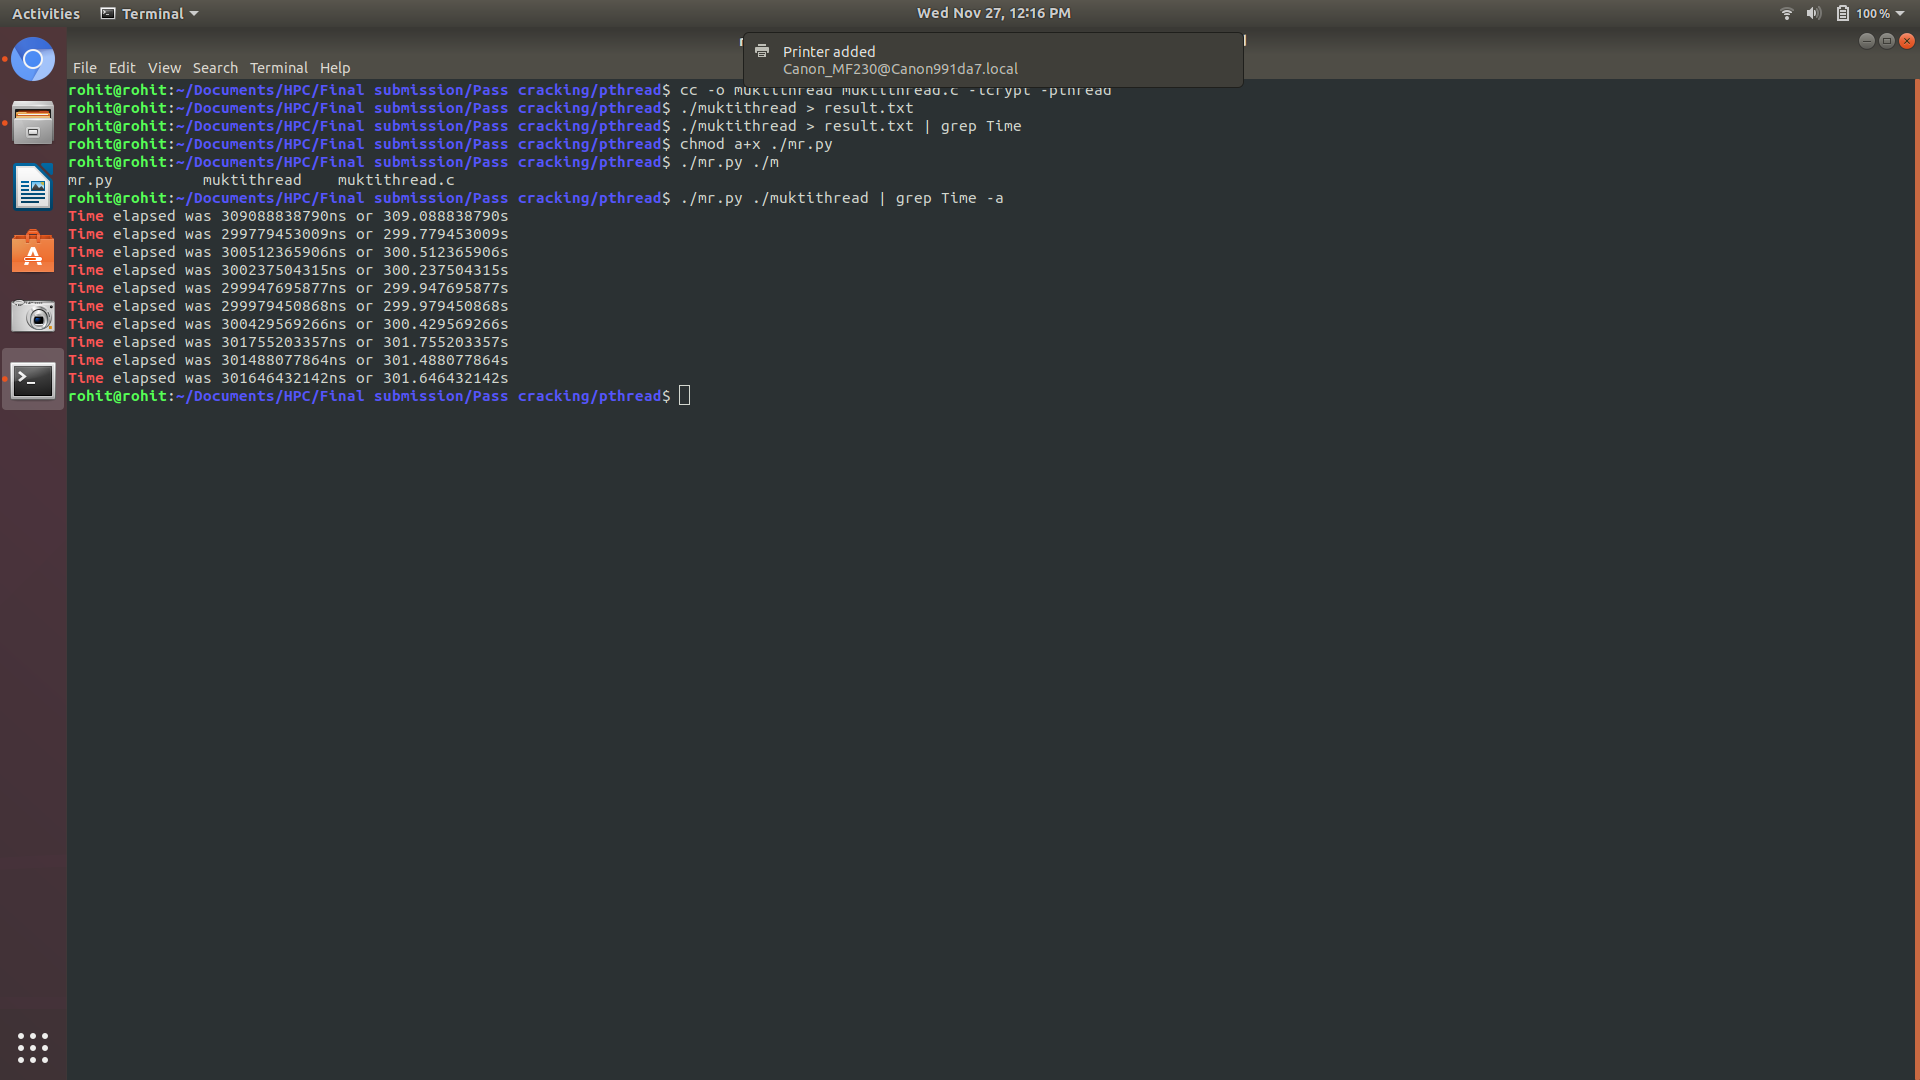 Activities Terminal Wed Nov 27, 12:16 PM 100 %
Printer added
Canon_MF230@Canon991da7.local
File Edit View Search Terminal Help
rohit@rohit:~/Documents/HPC/Final submission/Pass cracking/pthread$ cc -o muktithread muktithread.c -lcrypt -pthread
rohit@rohit:~/Documents/HPC/Final submission/Pass cracking/pthread$ ./muktithread > result.txt
rohit@rohit:~/Documents/HPC/Final submission/Pass cracking/pthread$ ./muktithread > result.txt | grep Time
rohit@rohit:~/Documents/HPC/Final submission/Pass cracking/pthread$ chmod a+x ./mr.py
rohit@rohit:~/Documents/HPC/Final submission/Pass cracking/pthread$ ./mr.py ./m
mr.py muktithread muktithread.c
rohit@rohit:~/Documents/HPC/Final submission/Pass cracking/pthread$ ./mr.py ./muktithread | grep Time -a
Time elapsed was 309088838790ns or 309.088838790s
Time elapsed was 299779453009ns or 299.779453009s
Time elapsed was 300512365906ns or 300.512365906s
Time elapsed was 300237504315ns or 300.237504315s
Time elapsed was 299947695877ns or 299.947695877s
Time elapsed was 299979450868ns or 299.979450868s
Time elapsed was 300429569266ns or 300.429569266s
Time elapsed was 301755203357ns or 301.755203357s
Time elapsed was 301488077864ns or 301.488077864s
Time elapsed was 301646432142ns or 301.646432142s
rohit@rohit:~/Documents/HPC/Final submission/Pass cracking/pthread$